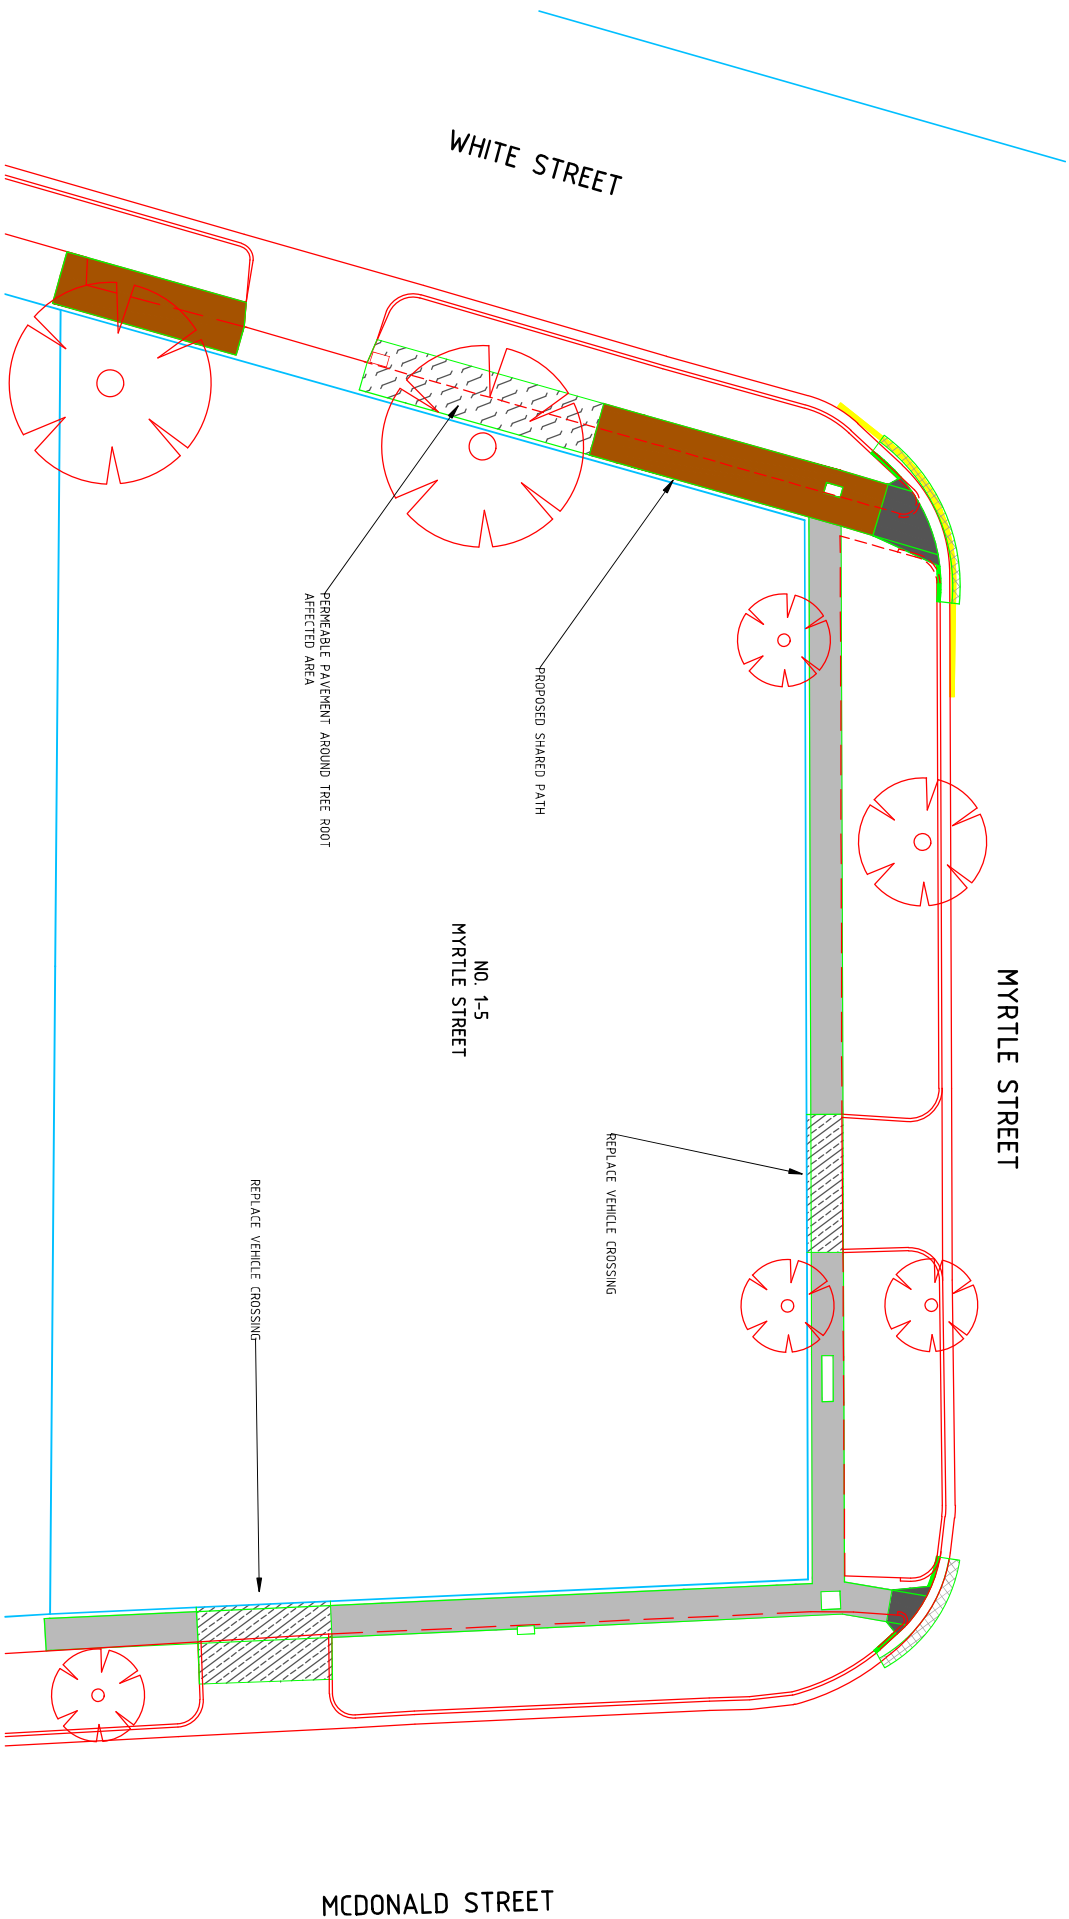 WHITE STREET
PERMEABLE PAVEMENT AROUND TREE ROOT
AFFECTED AREA
PROPOSED SHARED PATH
NO. 1-5
MYRTLE STREET
MYRTLE STREET
REPLACE VEHICLE CROSSING
REPLACE VEHICLE CROSSING
MCDONALD STREET